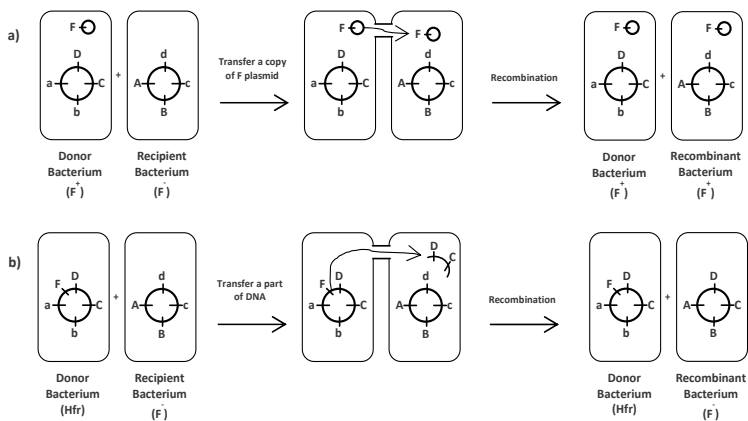 a)
F
D
a
C
b
+
d
A
c
B
Donor
Bacterium
(F+)
Recipient
Bacterium
(F-)
Transfer a copy
of F plasmid
F
D
a
C
b
F
d
A
c
B
Recombination
F
D
a
C
b
+
F
d
A
c
B
Donor
Bacterium
(F+)
Recombinant
Bacterium
(F+)
b)
F
D
a
C
b
+
d
A
c
B
Donor
Bacterium
(Hfr)
Recipient
Bacterium
(F-)
Transfer a part
of DNA
F
D
a
C
b
D
C
d
A
c
B
Recombination
F
D
a
C
b
+
D
A
C
B
Donor
Bacterium
(Hfr)
Recombinant
Bacterium
(F-)